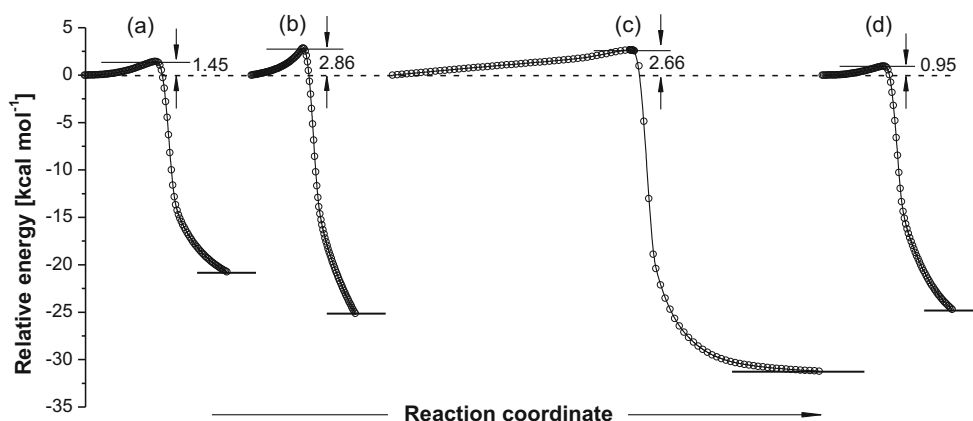 (a) (b) (c) (d)
5
1.45 2.86 2.66 0.95
0
-5
-10
-15
-20
-25
-30
-35
Relative energy [kcal mol⁻¹]
Reaction coordinate